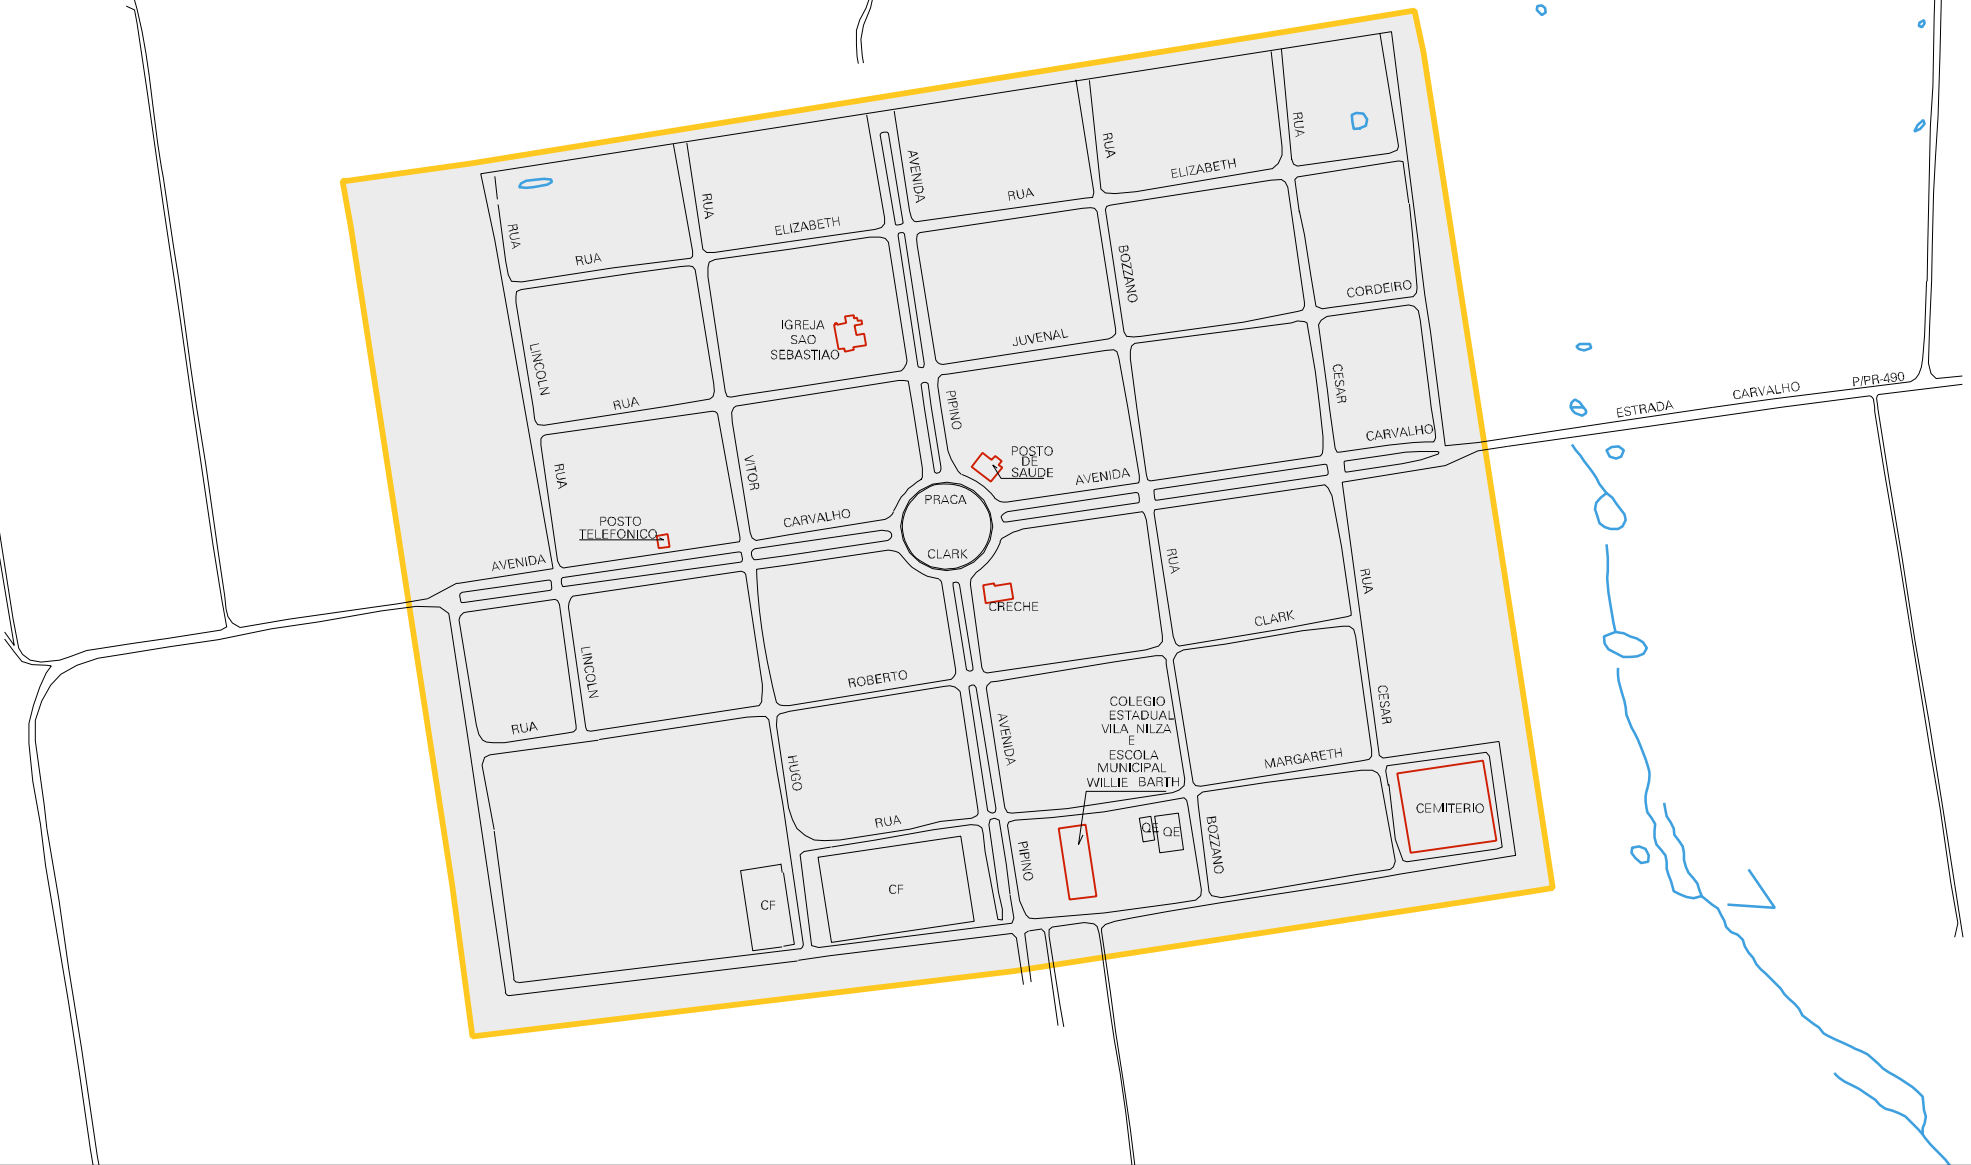 AVENIDA
RUA
RUA
RUA
ELIZABETH
RUA
RUA
RUA
ELIZABETH
RUA
BOZZANO
CORDEIRO
IGREJA
SAO
SEBASTIAO
JUVENAL
LINCOLN
CESAR
P/PR-490
CARVALHO
ESTRADA
RUA
PIPINO
CARVALHO
POSTO
DE
SAUDE
RUA
VITOR
AVENIDA
PRACA
CLARK
CARVALHO
POSTO
TELEFONICO
AVENIDA
RUA
RUA
CRECHE
CLARK
LINCOLN
ROBERTO
RUA
CESAR
COLEGIO
ESTADUAL
VILA NILZA
E
ESCOLA
MUNICIPAL
WILLIE BARTH
AVENIDA
MARGARETH
HUGO
RUA
CEMITERIO
QE
QE
BOZZANO
PIPINO
CF
CF